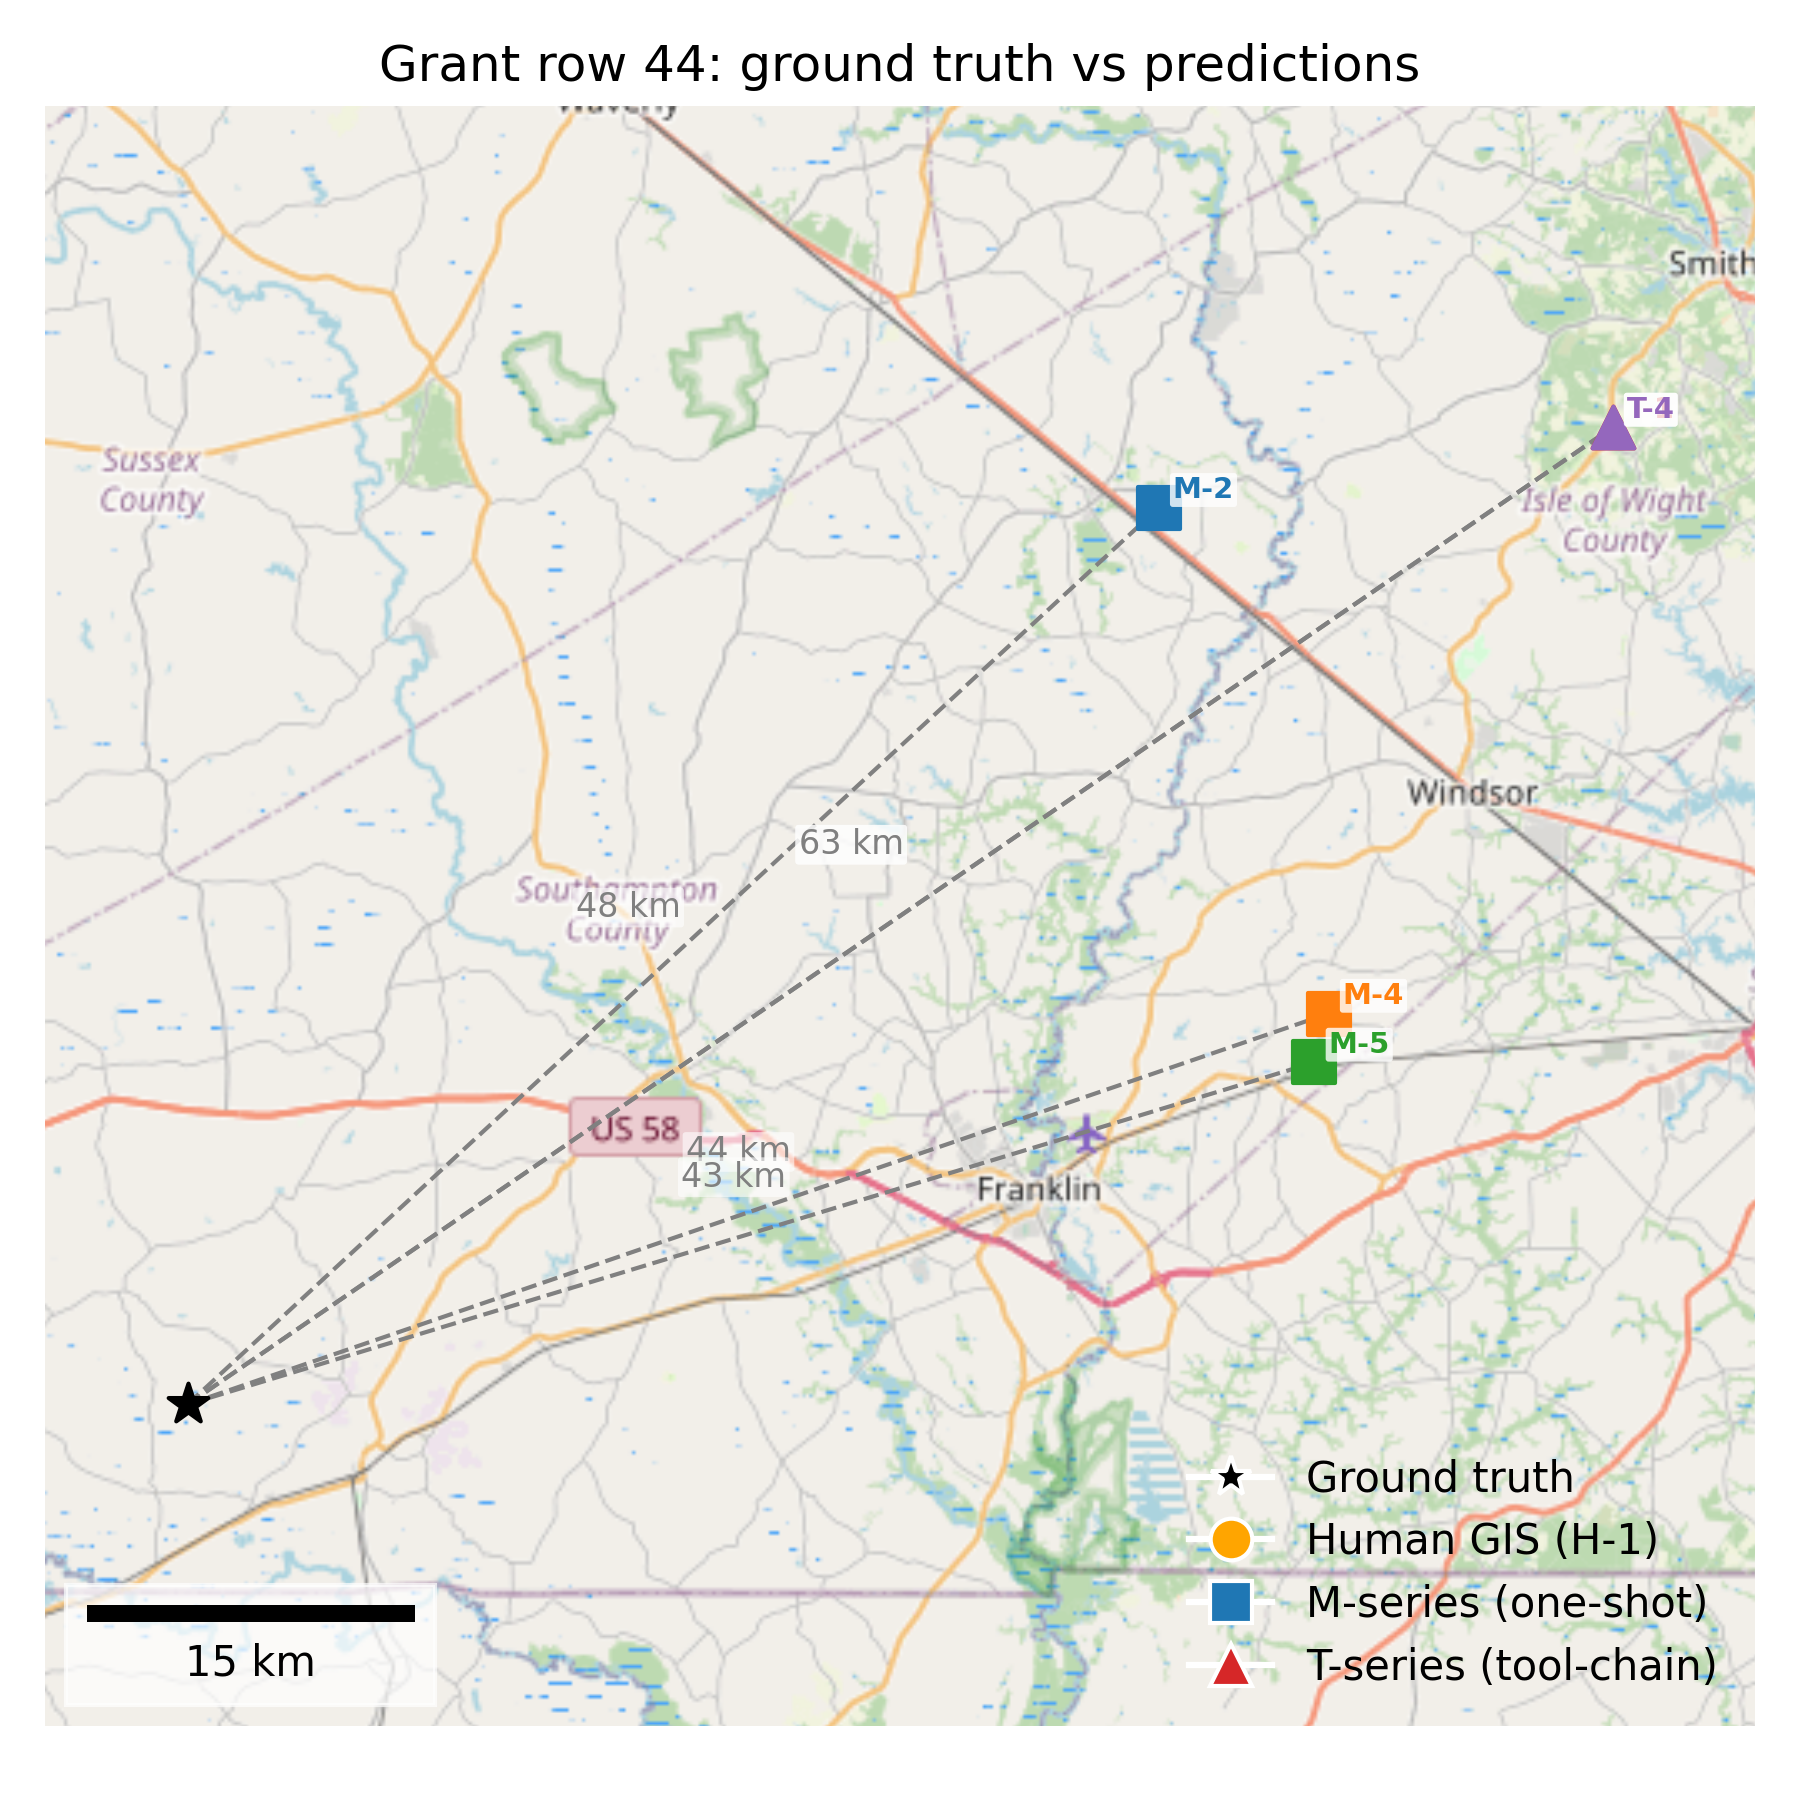 Grant row 44: ground truth vs predictions
Waverly
Smith
T-4
Sussex
County
M-2
Isle of Wight
County
Windsor
63 km
Southampton
48 km
County
M-4
M-5
US 58
44 km
43 km
Franklin
Ground truth
Human GIS (H-1)
M-series (one-shot)
T-series (tool-chain)
15 km